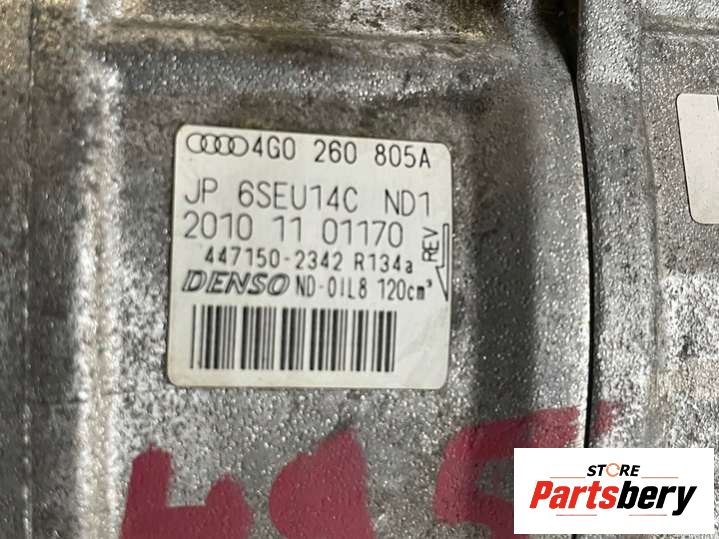 4G0 260 805A
JP 6SEU14C ND1
2010 11 01170
REV
447150-2342 R134a
DENSO ND-OIL8 120cm³
STORE
Partsbery